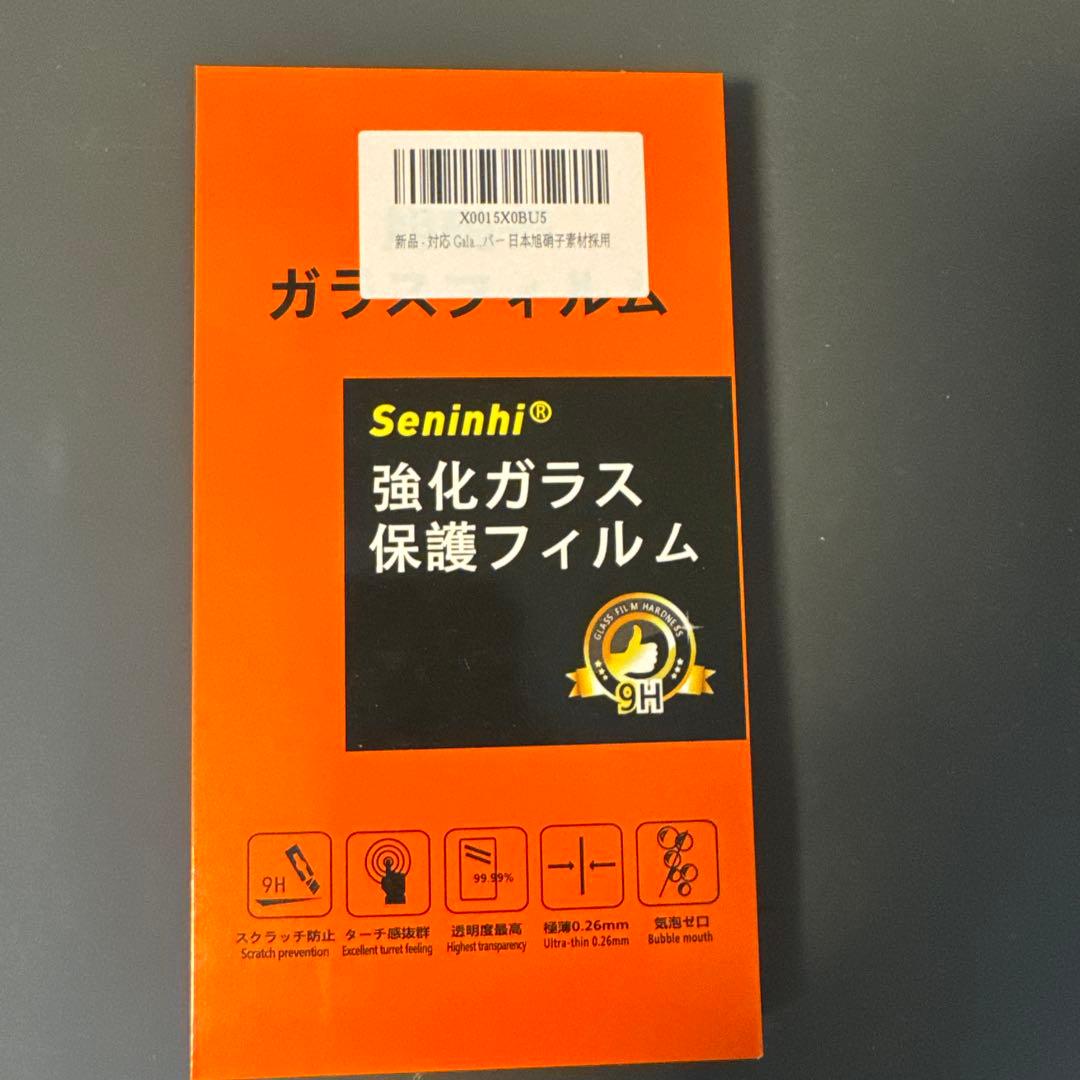 X0015X0BU5
新品 - 対応 Gala...バー 日本旭硝子素材採用
ガラスフィルム
Seninhi®
強化ガラス
保護フィルム
GLASS FILM HARDNESS
9H
9H
99.99%
スクラッチ防止
Scratch prevention
ターチ感抜群
Excellent turret feeling
透明度最高
Highest transparency
極薄0.26mm
Ultra-thin 0.26mm
気泡ゼロ
Bubble mouth